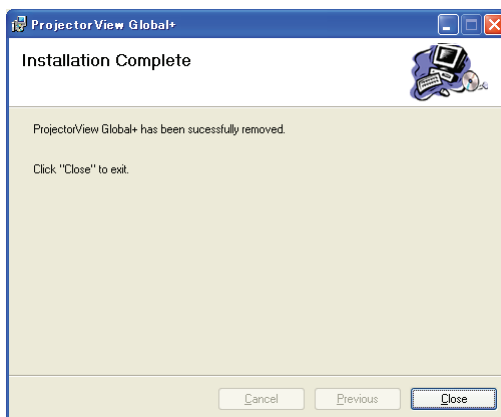 ProjectorView Global+
Installation Complete
ProjectorView Global+ has been sucessfully removed.
Click "Close" to exit.
Cancel Previous Close